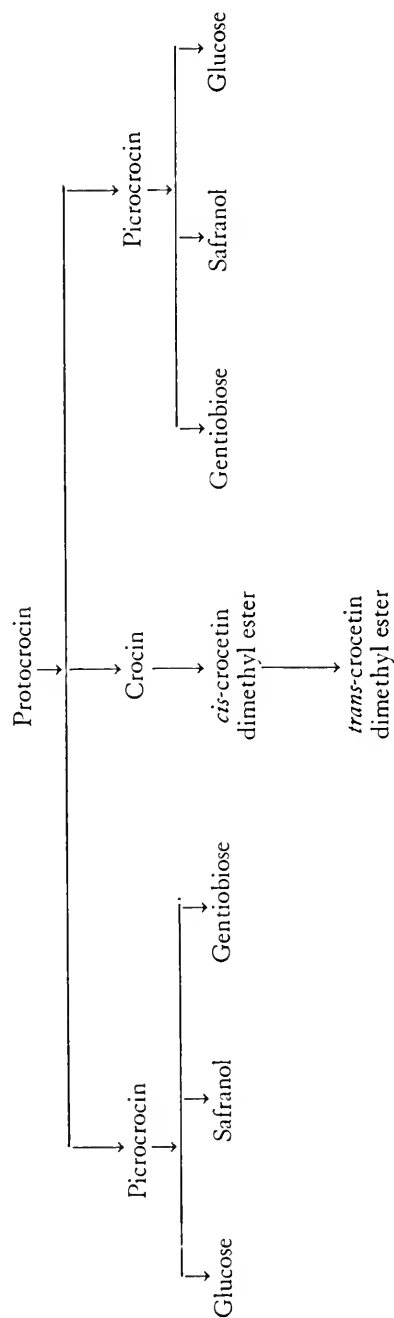 Protocrocin
Picrocrocin
Crocin
Picrocrocin
Glucose
Safranol
Gentiobiose
cis-crocetin
dimethyl ester
Gentiobiose
Safranol
Glucose
trans-crocetin
dimethyl ester